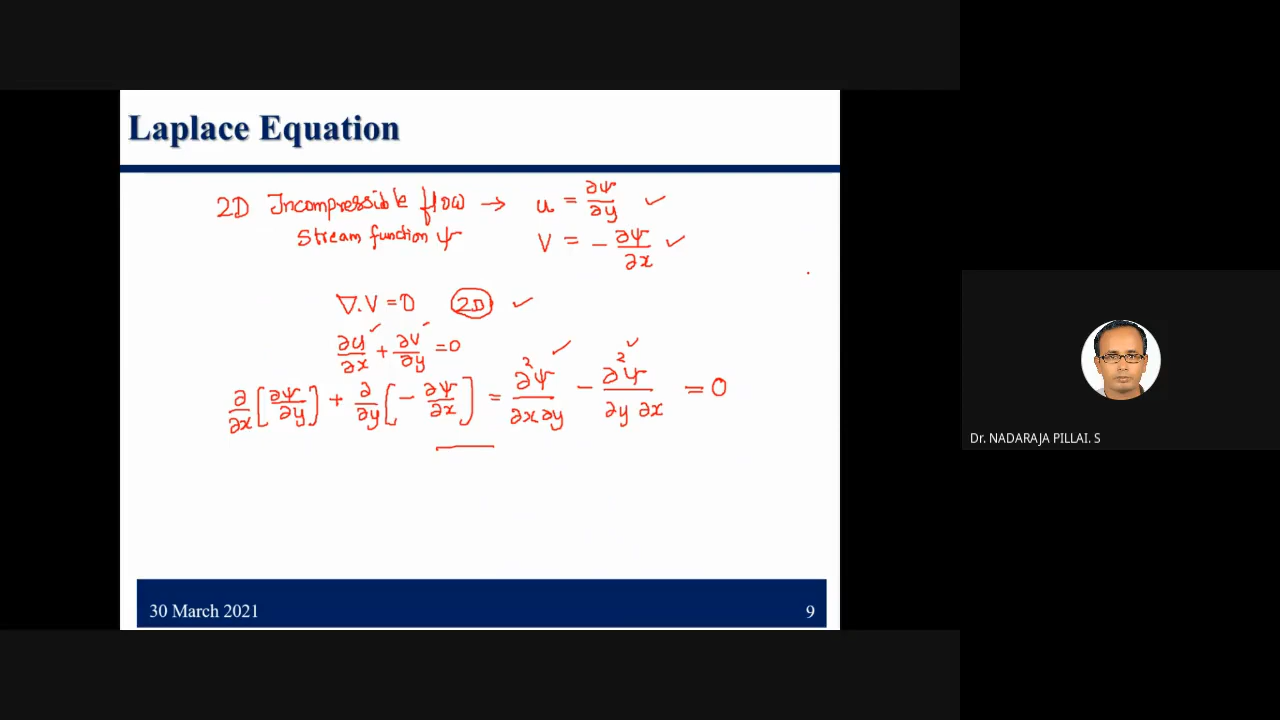 Laplace Equation
2D Incompressible flow → u = ∂ψ/∂y ✓
Stream function ψ V = - ∂ψ/∂x ✓
∇.V = 0 2D ✓
∂u/∂x + ∂v/∂y = 0
∂/∂x [∂ψ/∂y] + ∂/∂y [- ∂ψ/∂x] = ∂²ψ/∂x∂y - ∂²ψ/∂y ∂x = 0
30 March 2021
9
Dr. NADARAJA PILLAI. S